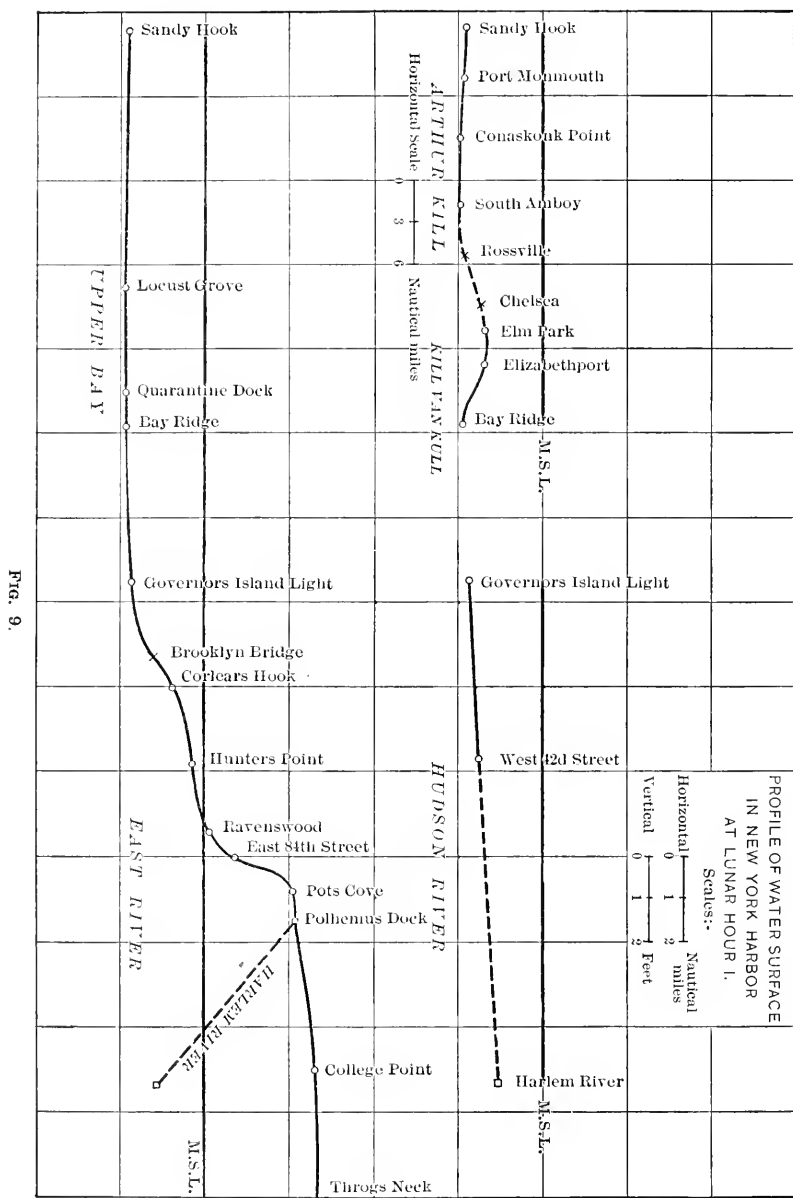 PROFILE OF WATER SURFACE
IN NEW YORK HARBOR
AT LUNAR HOUR 1.
Scales:-
Horizontal 0 1 2 Nautical miles
Vertical 0 1 2 Feet
Sandy Hook
Port Monmouth
Conaskonk Point
South Amboy
Rossville
Chelsea
Elm Park
Elizabethport
Bay Ridge
M.S.L.
ARTHUR KILL
KILL VAN KULL
Horizontal Scale 0 3 6 Nautical miles
Governors Island Light
West 42d Street
Harlem River
M.S.L.
HUDSON RIVER
Sandy Hook
Locust Grove
Quarantine Dock
Bay Ridge
UPPER BAY
Governors Island Light
Brooklyn Bridge
Corlears Hook
Hunters Point
Ravenswood
East 84th Street
Pots Cove
Polhemus Dock
HARLEM RIVER
College Point
Throgs Neck
M.S.L.
EAST RIVER
FIG. 9.